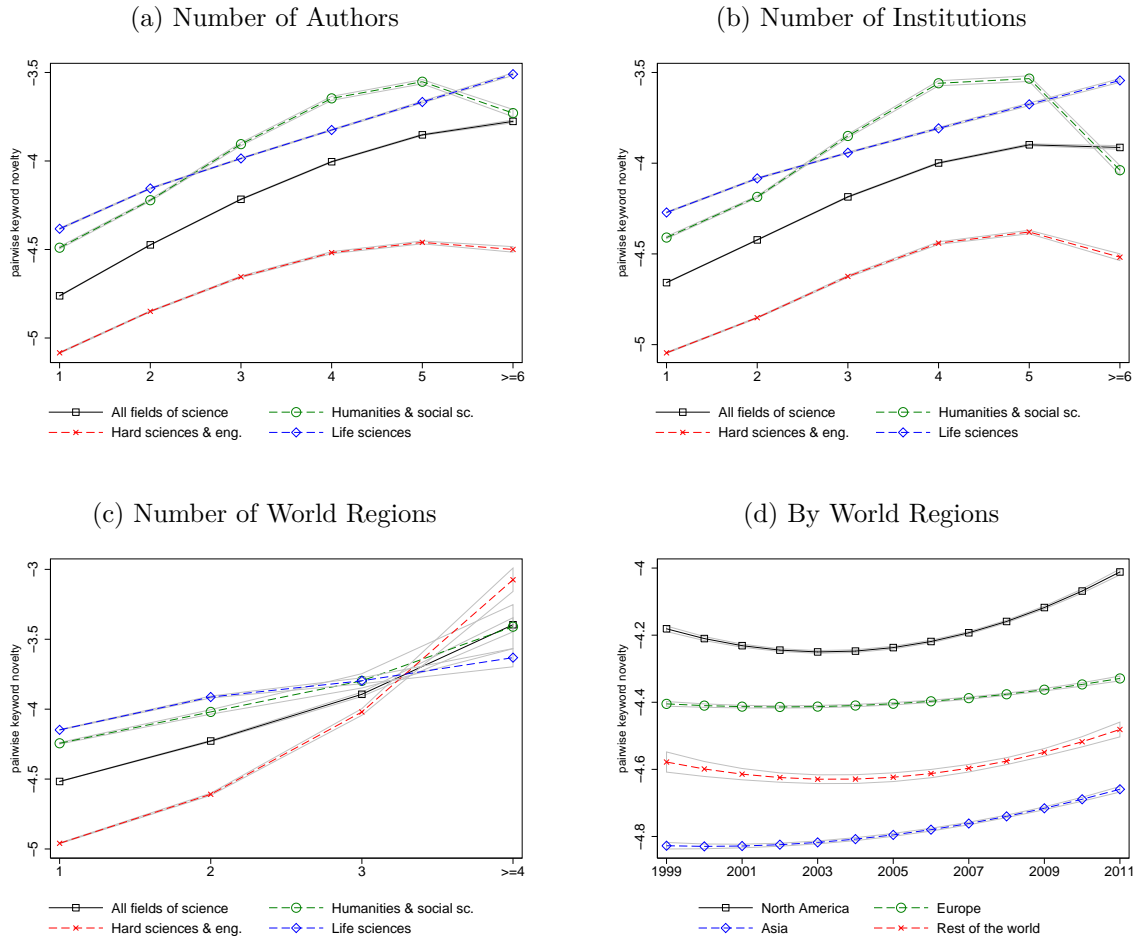 (a) Number of Authors
pairwise keyword novelty
−3.5
−4
−4.5
−5
1 2 3 4 5 >=6
All fields of science Humanities & social sc.
Hard sciences & eng. Life sciences
(b) Number of Institutions
pairwise keyword novelty
−3.5
−4
−4.5
−5
1 2 3 4 5 >=6
All fields of science Humanities & social sc.
Hard sciences & eng. Life sciences
(c) Number of World Regions
pairwise keyword novelty
−3
−3.5
−4
−4.5
−5
1 2 3 >=4
All fields of science Humanities & social sc.
Hard sciences & eng. Life sciences
(d) By World Regions
pairwise keyword novelty
−4
−4.2
−4.4
−4.6
−4.8
1999 2001 2003 2005 2007 2009 2011
North America Europe
Asia Rest of the world